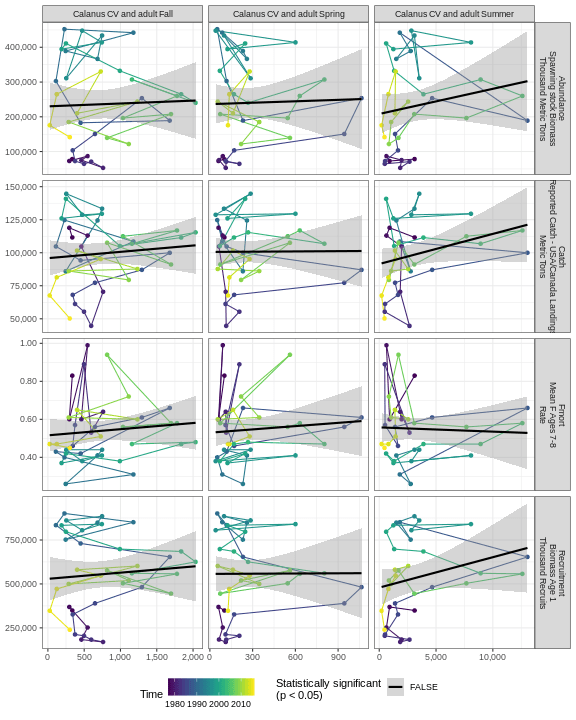 Calanus CV and adult Fall
Calanus CV and adult Spring
Calanus CV and adult Summer
400,000
300,000
200,000
100,000
Abundance
Spawning stock Biomass
Thousand Metric Tons
150,000
125,000
100,000
75,000
50,000
Catch
Reported Catch - USA/Canada Landing
Metric Tons
1.00
0.80
0.60
0.40
Fmort
Mean F Ages 7-8
Rate
750,000
500,000
250,000
Recruitment
Biomass Age 1
Thousand Recruits
0 500 1,000 1,500 2,000
0 300 600 900
0 5,000 10,000
Time
1980 1990 2000 2010
Statistically significant
(p < 0.05)
FALSE